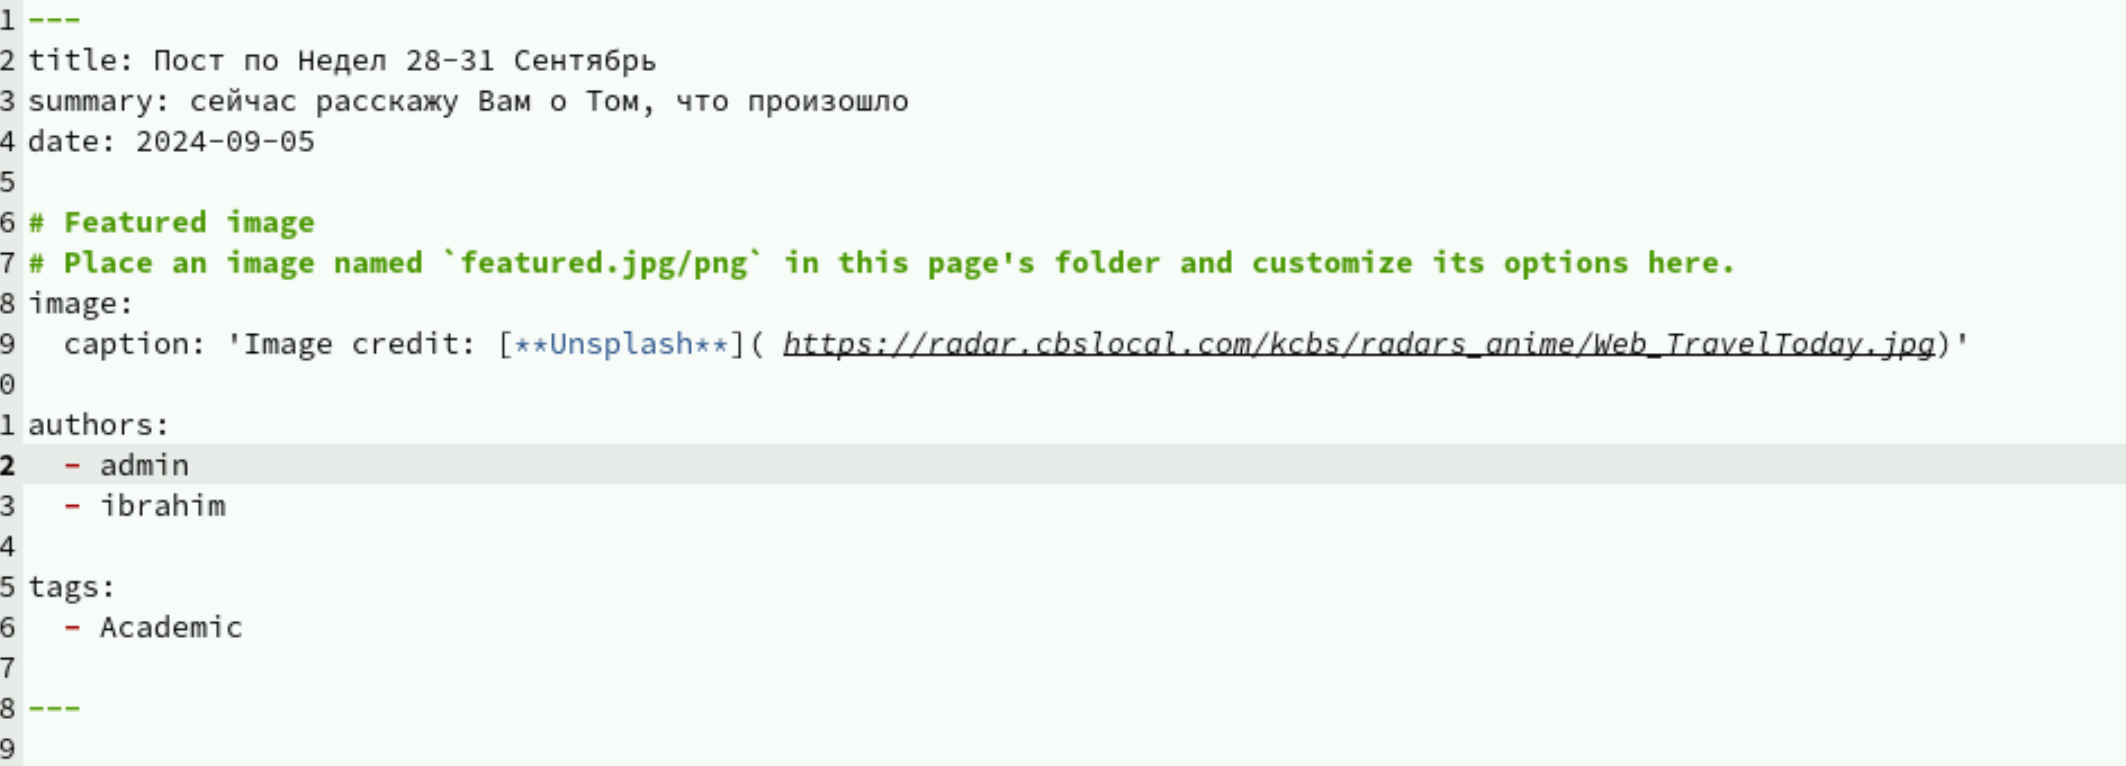 1 ---
2 title: Пост по Недел 28-31 Сентябрь
3 summary: сейчас расскажу Вам о Том, что произошло
4 date: 2024-09-05
5
6 # Featured image
7 # Place an image named `featured.jpg/png` in this page's folder and customize its options here.
8 image:
9   caption: 'Image credit: [**Unsplash**]( https://radar.cbslocal.com/kcbs/radars_anime/Web_TravelToday.jpg)'
0
1 authors:
2   - admin
3   - ibrahim
4
5 tags:
6   - Academic
7
8 ---
9